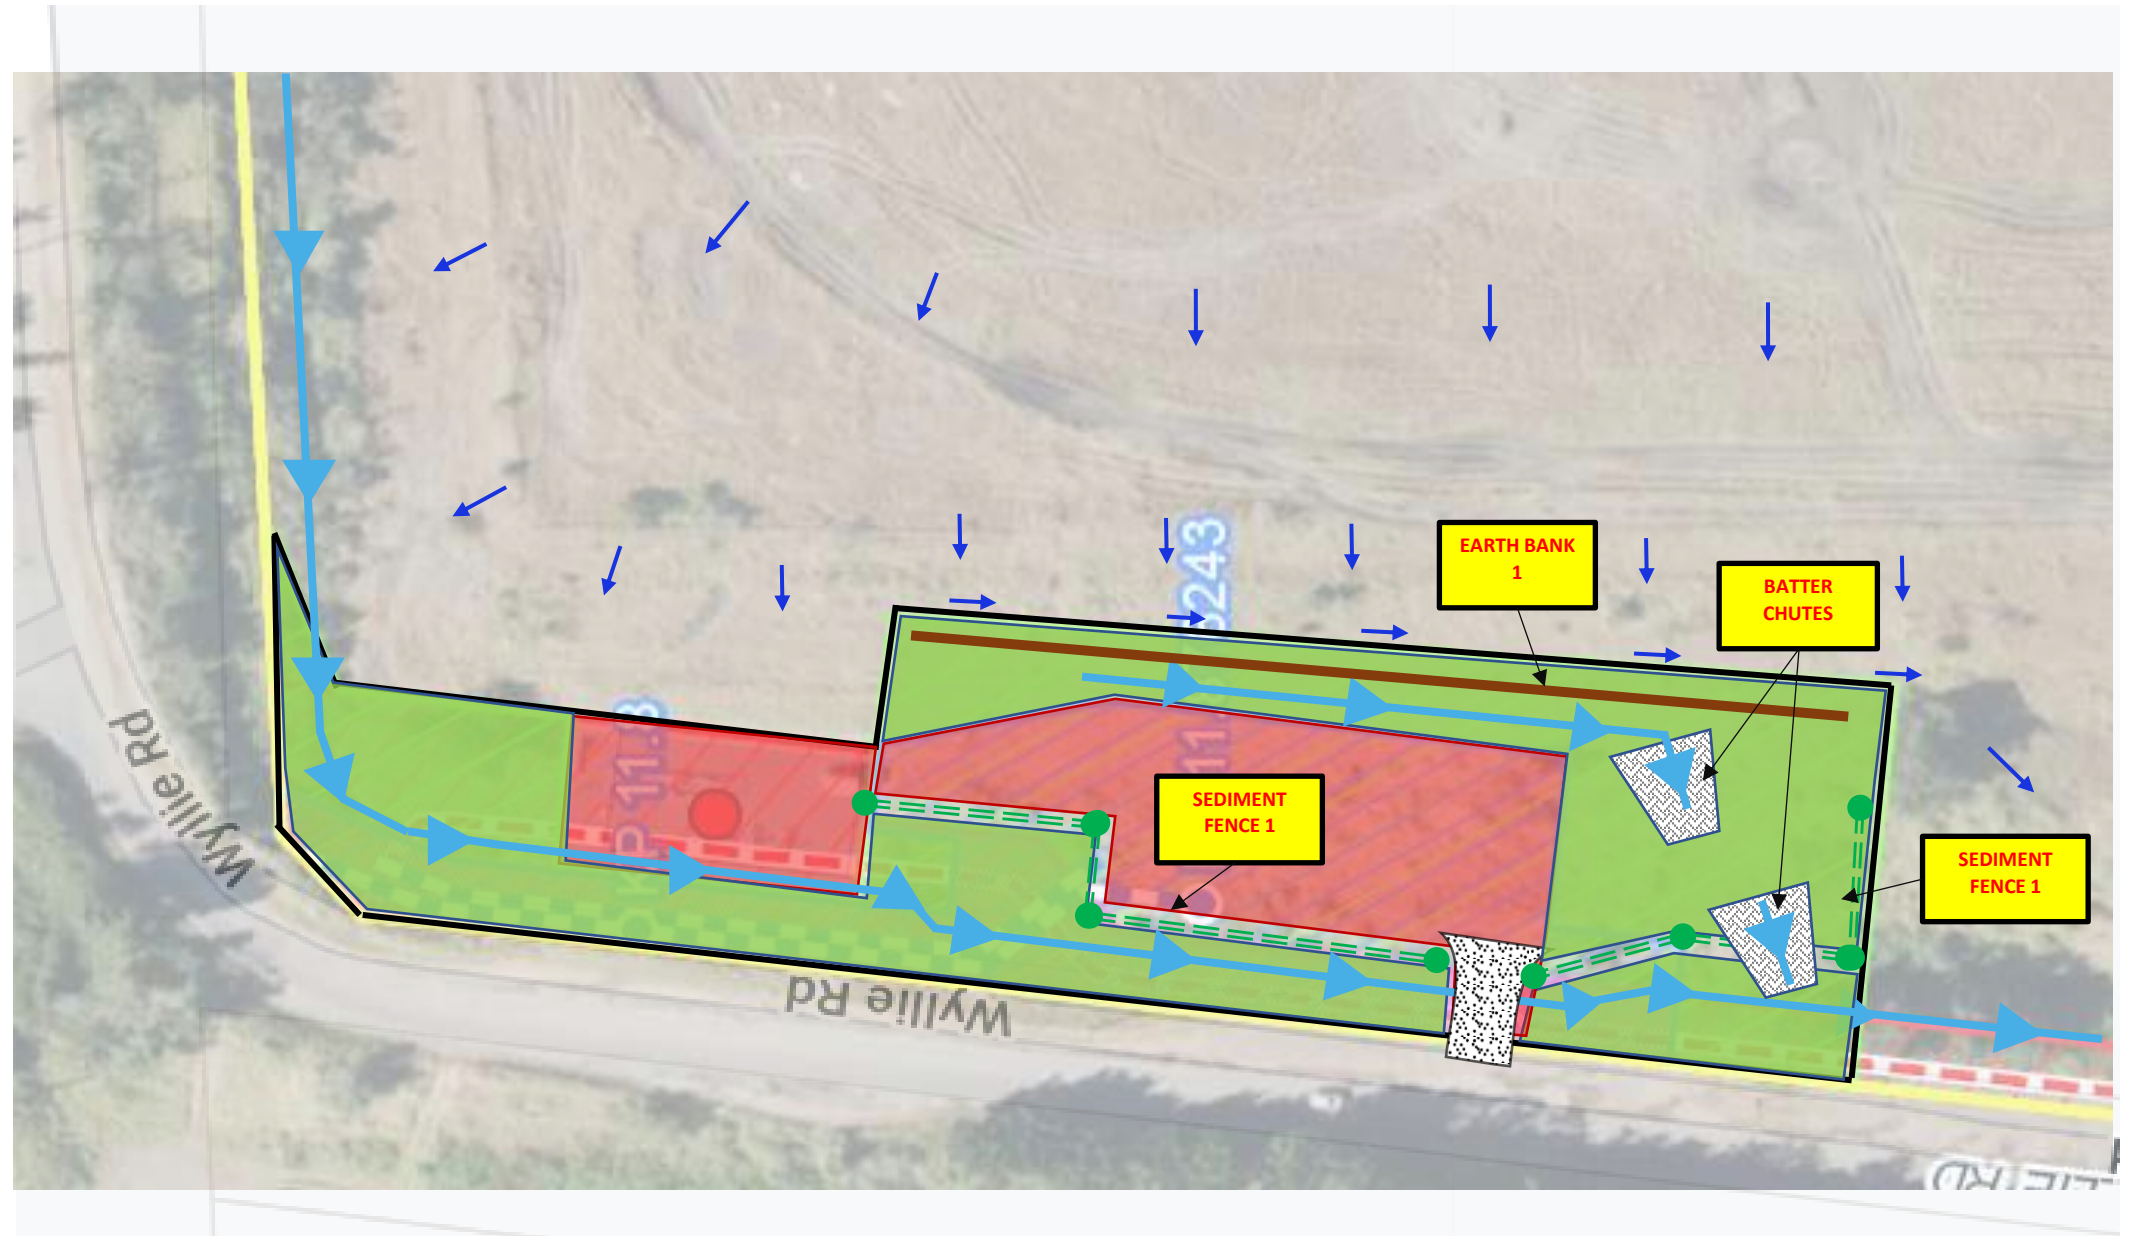 EARTH BANK
1
BATTER
CHUTES
SEDIMENT
FENCE 1
SEDIMENT
FENCE 1
Wyllie Rd
Wyllie Rd